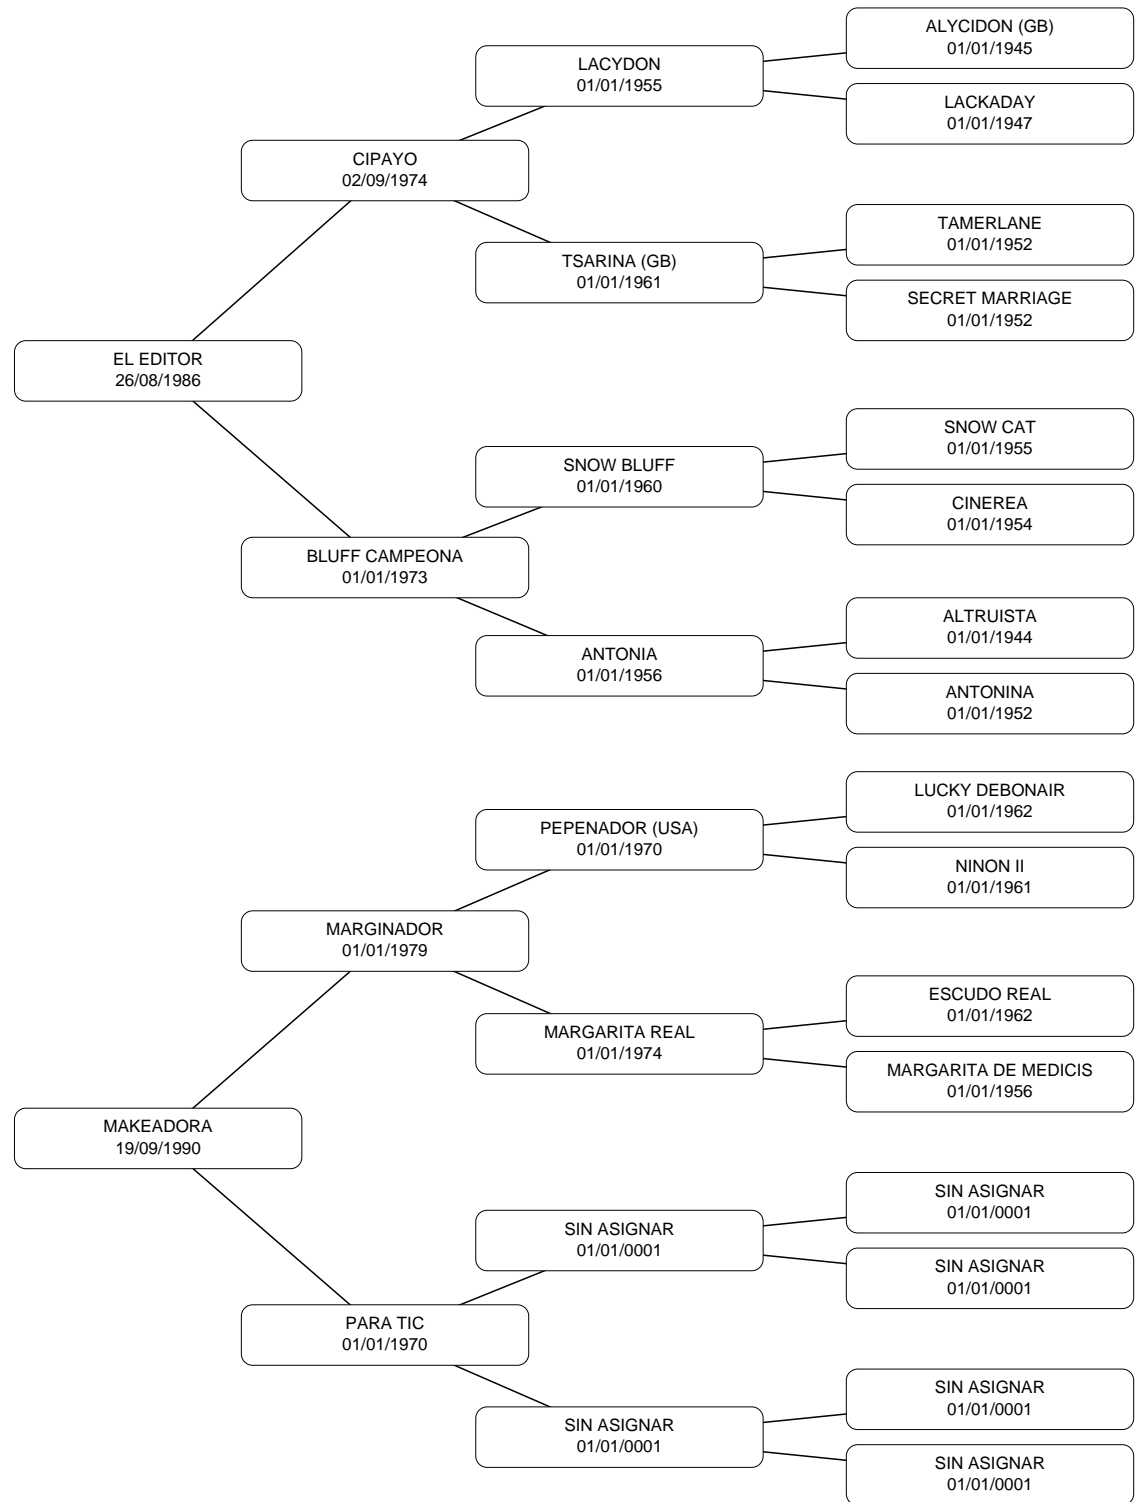 ALYCIDON (GB)
01/01/1945
LACYDON
01/01/1955
LACKADAY
01/01/1947
CIPAYO
02/09/1974
TAMERLANE
01/01/1952
TSARINA (GB)
01/01/1961
SECRET MARRIAGE
01/01/1952
EL EDITOR
26/08/1986
SNOW CAT
01/01/1955
SNOW BLUFF
01/01/1960
CINEREA
01/01/1954
BLUFF CAMPEONA
01/01/1973
ALTRUISTA
01/01/1944
ANTONIA
01/01/1956
ANTONINA
01/01/1952
LUCKY DEBONAIR
01/01/1962
PEPENADOR (USA)
01/01/1970
NINON II
01/01/1961
MARGINADOR
01/01/1979
ESCUDO REAL
01/01/1962
MARGARITA REAL
01/01/1974
MARGARITA DE MEDICIS
01/01/1956
MAKEADORA
19/09/1990
SIN ASIGNAR
01/01/0001
SIN ASIGNAR
01/01/0001
SIN ASIGNAR
01/01/0001
PARA TIC
01/01/1970
SIN ASIGNAR
01/01/0001
SIN ASIGNAR
01/01/0001
SIN ASIGNAR
01/01/0001